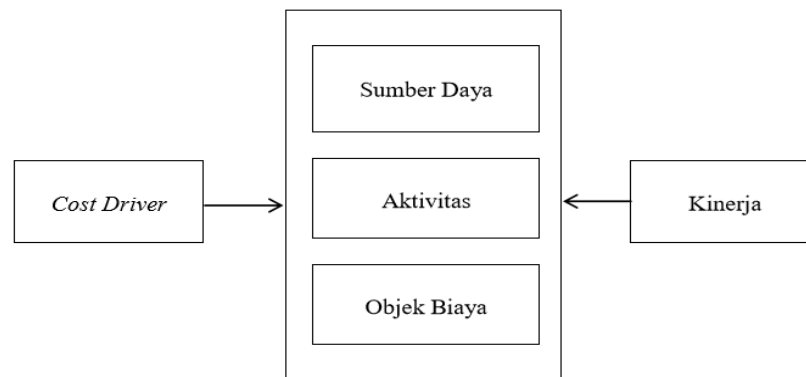 Sumber Daya
Cost Driver
Aktivitas
Kinerja
Objek Biaya